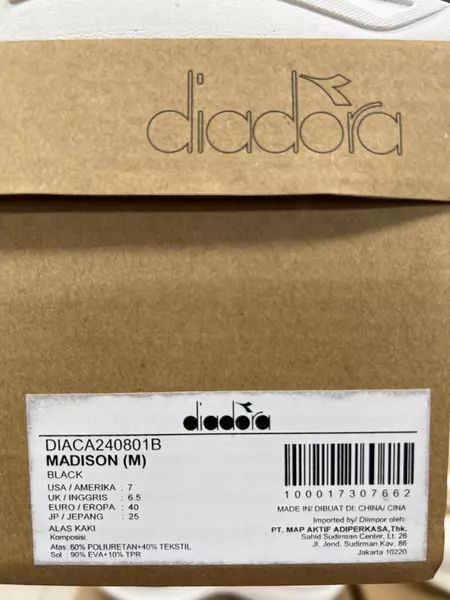 diadora
diadora
DIACA240801B
MADISON (M)
BLACK
USA / AMERIKA : 7
UK / INGGRIS : 6.5
EURO / EROPA : 40
JP / JEPANG : 25
ALAS KAKI
Komposisi:
Atas: 60% POLIURETAN+40% TEKSTIL
Sol : 90% EVA+10% TPR
100017307662
MADE IN/ DIBUAT DI: CHINA/ CINA
Imported by/ Diimpor oleh:
PT. MAP AKTIF ADIPERKASA,Tbk.
Sahid Sudirman Center, Lt. 26
Jl. Jend. Sudirman Kav. 86
Jakarta 10220